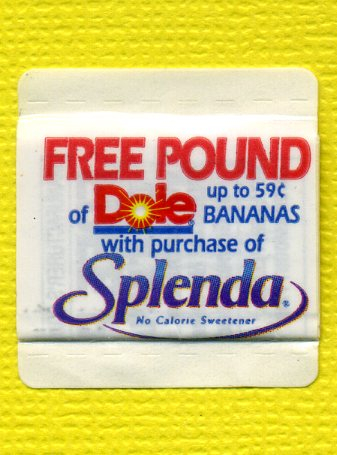 FREE POUND
of Dole® up to 59¢ BANANAS
with purchase of
Splenda®
No Calorie Sweetener